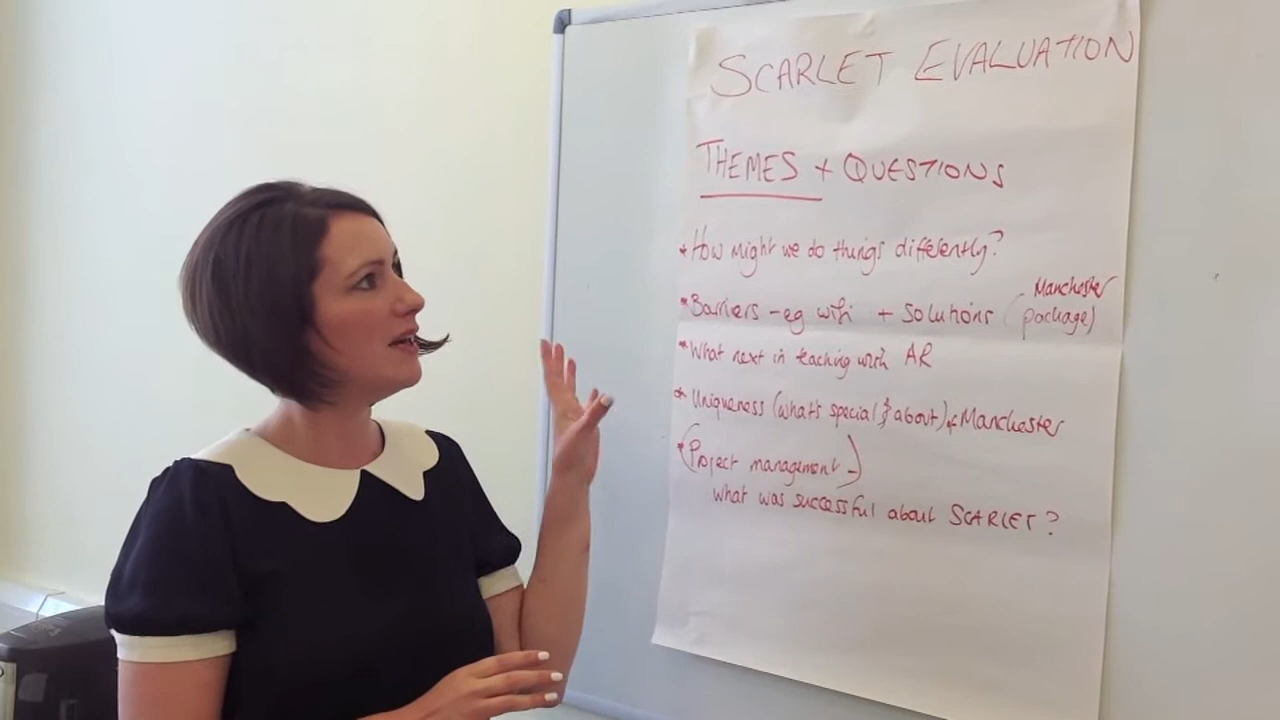 SCARLET EVALUATION
THEMES + QUESTIONS
* How might we do things differently?
* Barriers - eg wifi + solutions (Manchester package)
* What next in teaching with AR
* Uniqueness (what's special & about) of Manchester
* (Project management -)
what was successful about SCARLET?